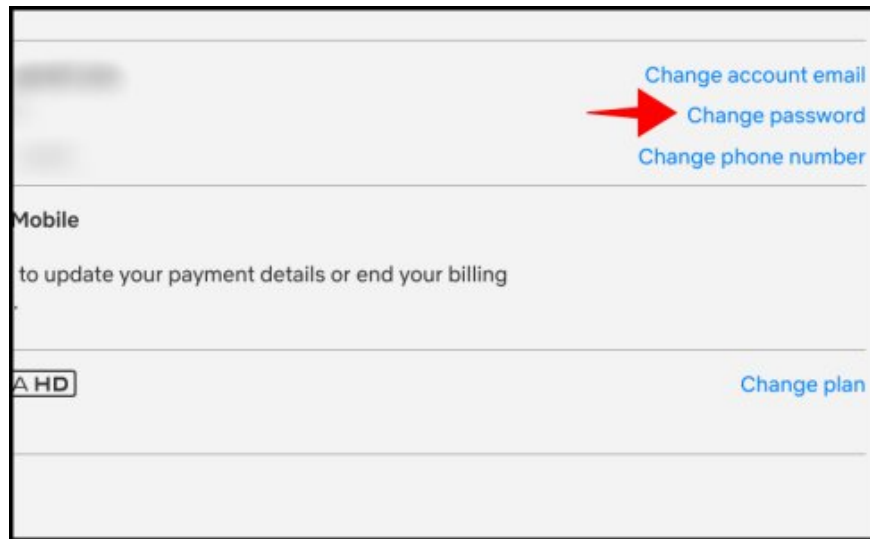 Change account email
Change password
Change phone number
Mobile
to update your payment details or end your billing
A HD
Change plan